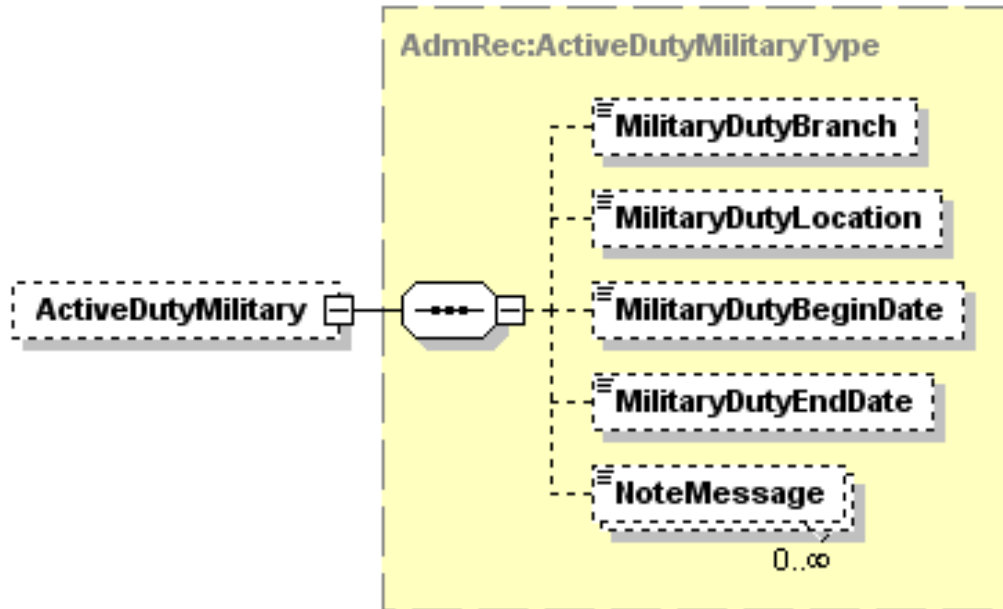 AdmRec:ActiveDutyMilitaryType
MilitaryDutyBranch
MilitaryDutyLocation
ActiveDutyMilitary
MilitaryDutyBeginDate
MilitaryDutyEndDate
NoteMessage
0..∞